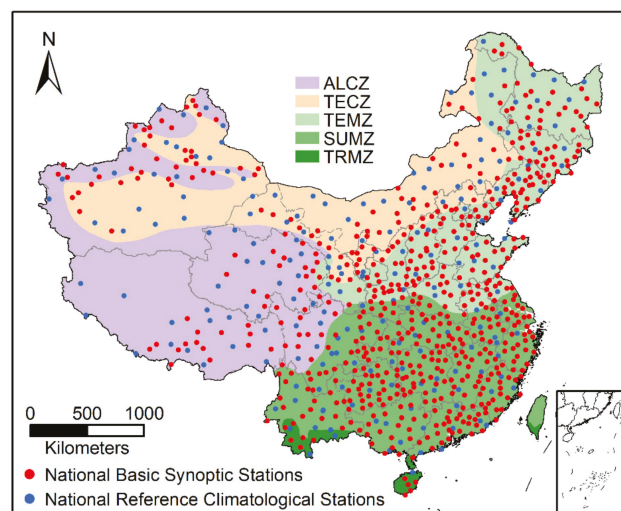 N
ALCZ
TECZ
TEMZ
SUMZ
TRMZ
0 500 1000
Kilometers
National Basic Synoptic Stations
National Reference Climatological Stations